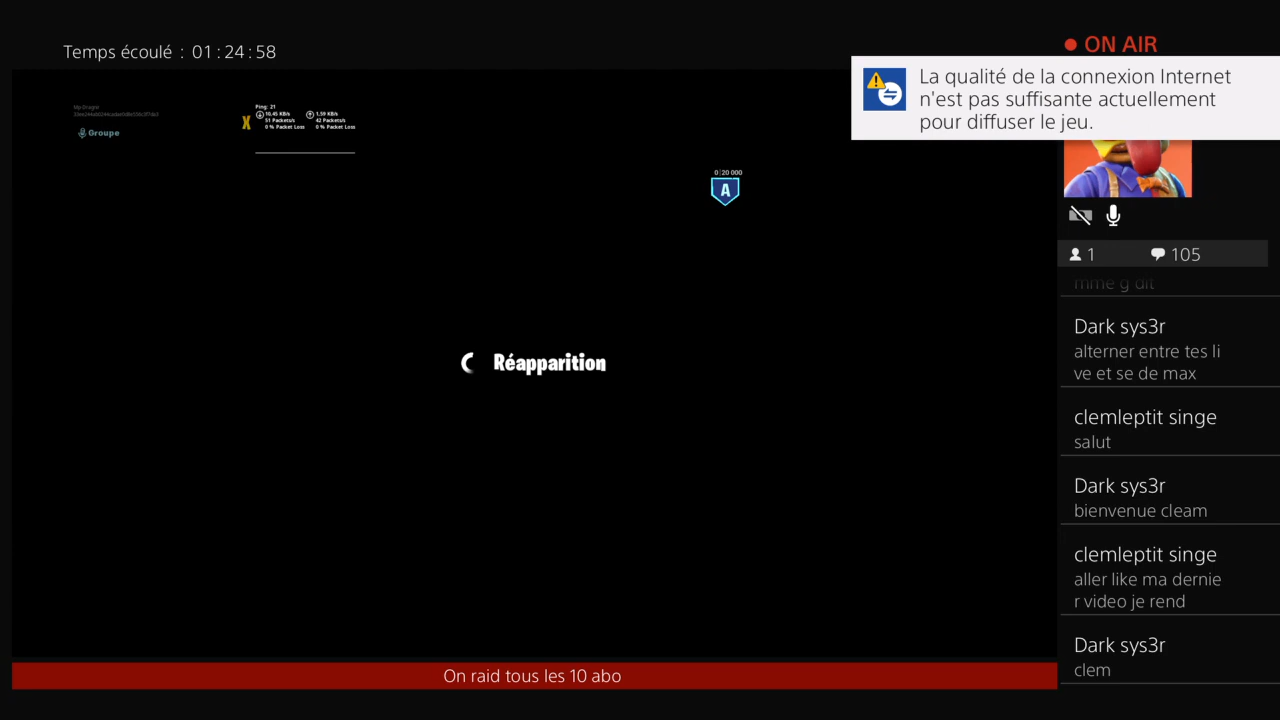 Temps écoulé : 01:24:58
ON AIR
La qualité de la connexion Internet
n'est pas suffisante actuellement
pour diffuser le jeu.
Groupe
Ping: 21
10.45 KB/s 1.59 KB/s
51 Packets/s 42 Packets/s
0 % Packet Loss 0 % Packet Loss
0|20 000
A
1 105
mme g dit
Dark sys3r
alterner entre tes li
ve et se de max
clemleptit singe
salut
Réapparition
Dark sys3r
bienvenue cleam
clemleptit singe
aller like ma dernie
r video je rend
Dark sys3r
clem
On raid tous les 10 abo